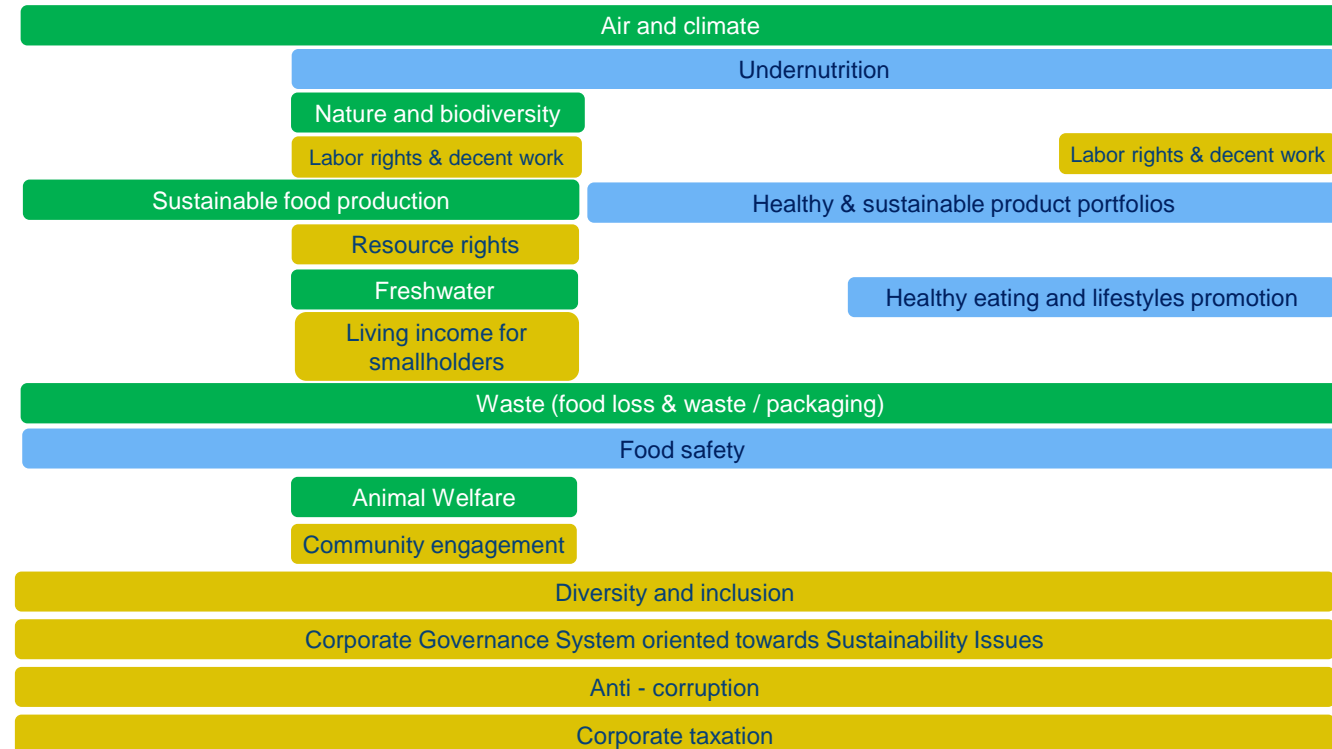 Air and climate
Undernutrition
Nature and biodiversity
Labor rights & decent work
Labor rights & decent work
Sustainable food production
Healthy & sustainable product portfolios
Resource rights
Freshwater
Healthy eating and lifestyles promotion
Living income for
smallholders
Waste (food loss & waste / packaging)
Food safety
Animal Welfare
Community engagement
Diversity and inclusion
Corporate Governance System oriented towards Sustainability Issues
Anti - corruption
Corporate taxation